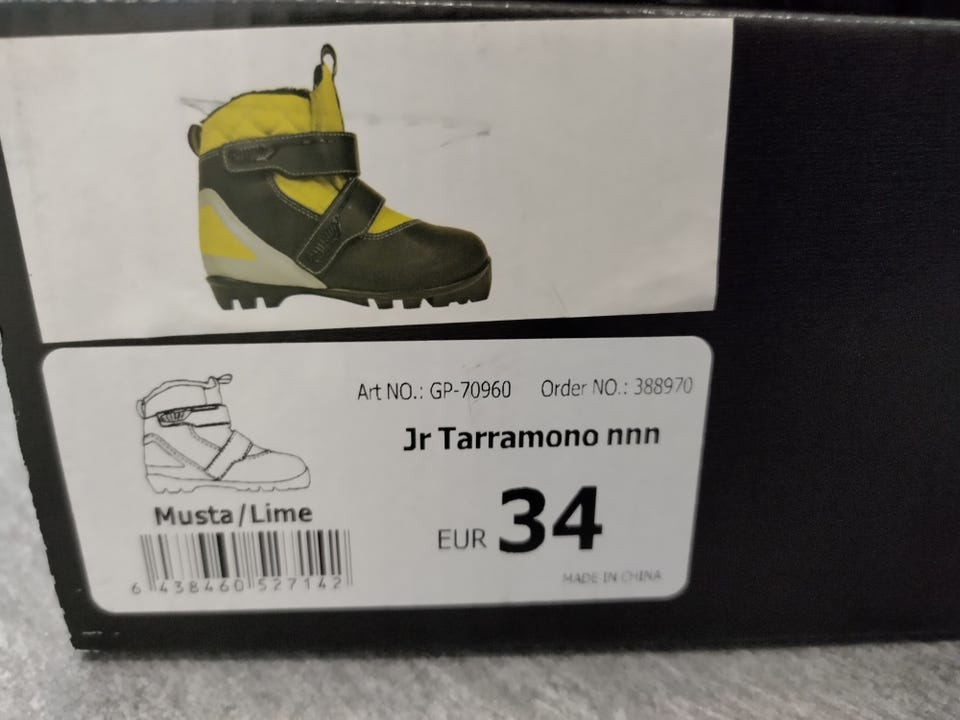 Art NO.: GP-70960 Order NO.: 388970
Jr Tarramono nnn
Musta/Lime
EUR 34
6 438460 527142
MADE IN CHINA